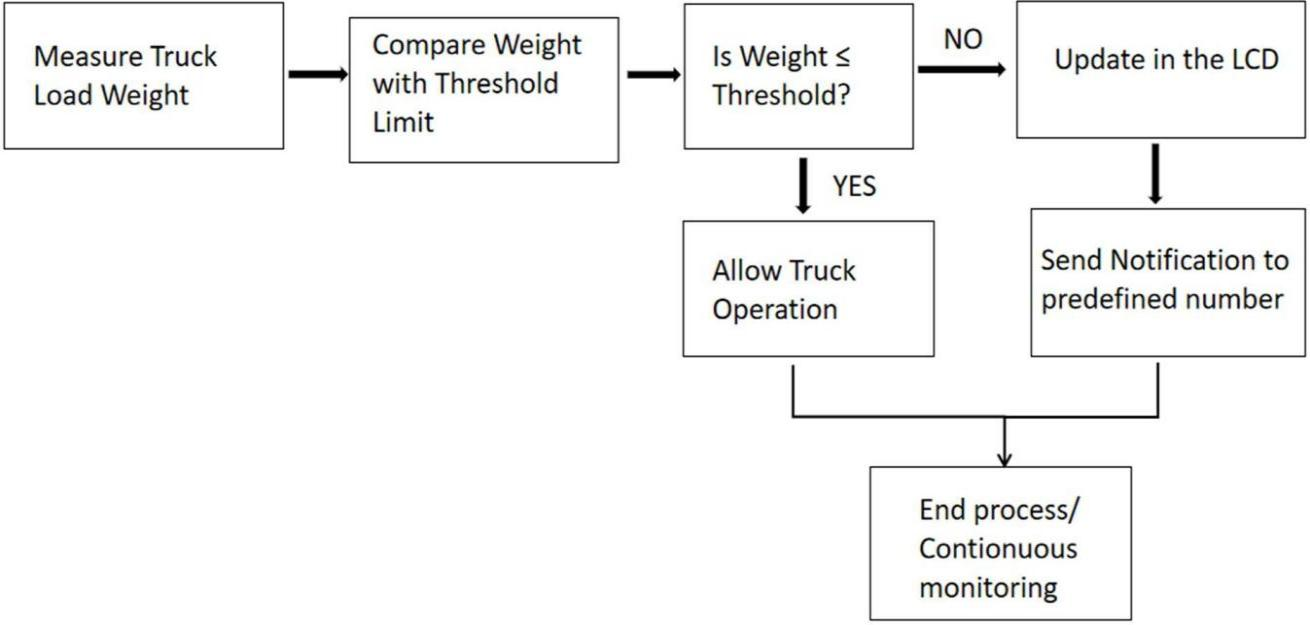 Measure Truck
Load Weight
Compare Weight
with Threshold
Limit
Is Weight ≤
Threshold?
NO
Update in the LCD
YES
Allow Truck
Operation
Send Notification to
predefined number
End process/
Contionuous
monitoring